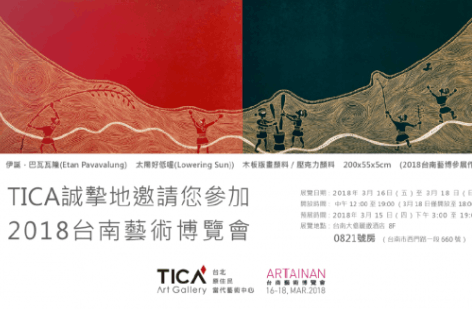 伊誕・巴瓦瓦隆(Etan Pavavalung) 太陽好低噓(Lowering Sun)) 木板版畫顏料 / 壓克力顏料 200x55x5cm (2018台南藝博參展作
TICA誠摯地邀請您參加
2018台南藝術博覽會
展覽日期：2018年 3月16日 (五) 至 3月18日 (日
開放時間：中午 12:00 至 19:00 (3月18日僅開放至 18:00
預展時間：2018年 3月15日 (四) 下午 3:00 至 19:0
展覽地點：台南大億麗緻酒店 8F
0821號房 (台南市西門路一段 660 號)
TICA 台北
原住民
Art Gallery 當代藝術中心
ARTAINAN
台南藝術博覽會
16-18, MAR.2018